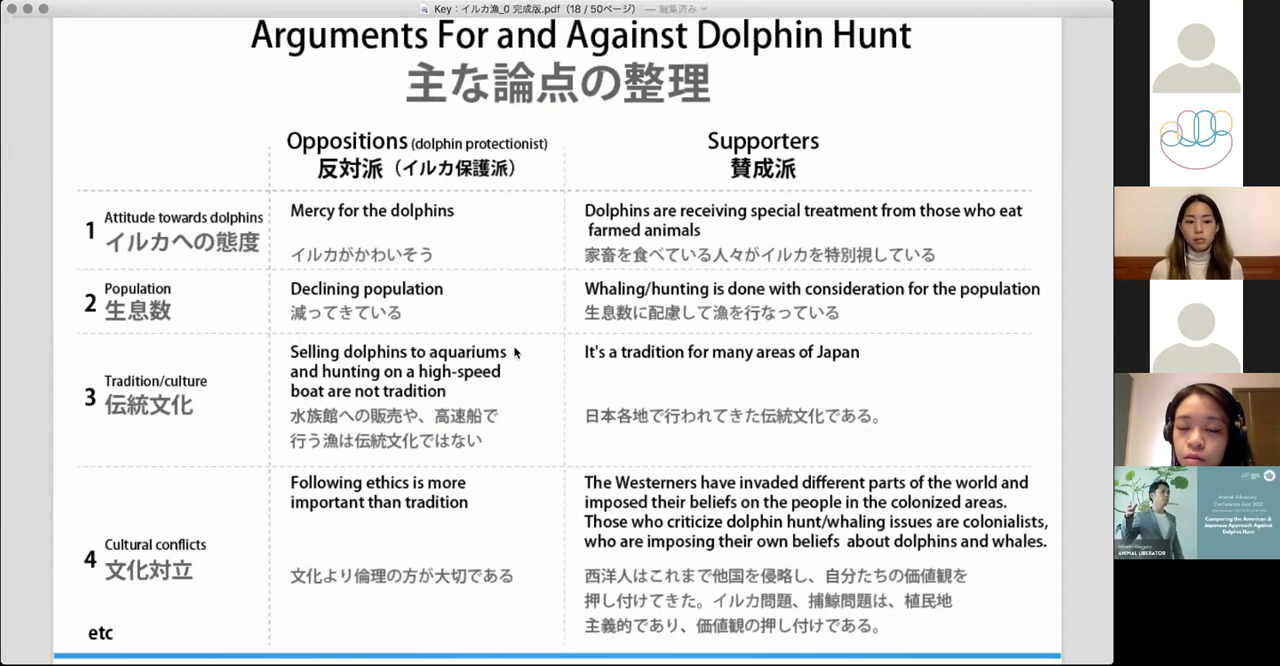 Key：イルカ漁_0 完成版.pdf（18 / 50ページ） — 編集済み
Arguments For and Against Dolphin Hunt
主な論点の整理
Oppositions (dolphin protectionist)
反対派（イルカ保護派）
Supporters
賛成派
1 Attitude towards dolphins
イルカへの態度
Mercy for the dolphins
イルカがかわいそう
Dolphins are receiving special treatment from those who eat
farmed animals
家畜を食べている人々がイルカを特別視している
2 Population
生息数
Declining population
減ってきている
Whaling/hunting is done with consideration for the population
生息数に配慮して漁を行なっている
3 Tradition/culture
伝統文化
Selling dolphins to aquariums
and hunting on a high-speed
boat are not tradition
水族館への販売や、高速船で
行う漁は伝統文化ではない
It's a tradition for many areas of Japan
日本各地で行われてきた伝統文化である。
4 Cultural conflicts
文化対立
Following ethics is more
important than tradition
文化より倫理の方が大切である
The Westerners have invaded different parts of the world and
imposed their beliefs on the people in the colonized areas.
Those who criticize dolphin hunt/whaling issues are colonialists,
who are imposing their own beliefs about dolphins and whales.
西洋人はこれまで他国を侵略し、自分たちの価値観を
押し付けてきた。イルカ問題、捕鯨問題は、植民地
主義的であり、価値観の押し付けである。
etc
Animal Advocacy
Conference Asia 2021
Comparing the American &
Japanese Approach Against
Dolphin Hunt
ANIMAL LIBERATOR